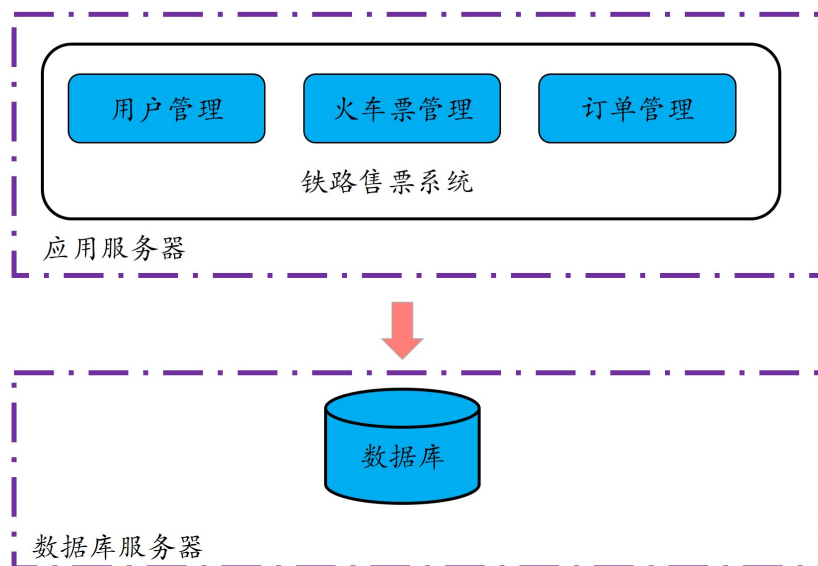 用户管理
火车票管理
订单管理
铁路售票系统
应用服务器
数据库
数据库服务器